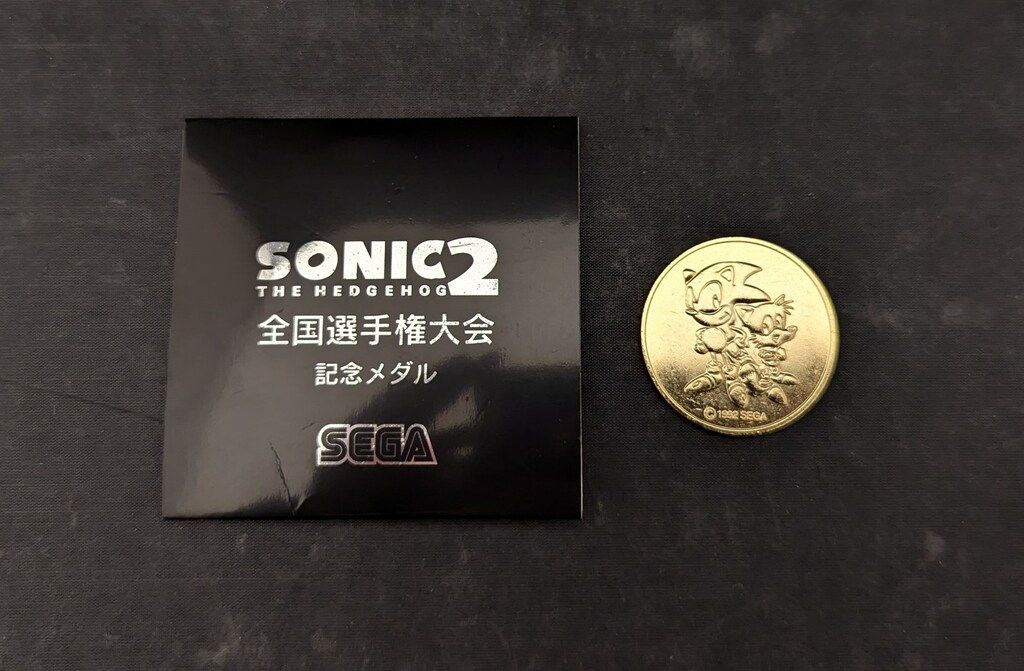 SONIC 2
THE HEDGEHOG
全国選手権大会
記念メダル
SEGA
© 1992 SEGA